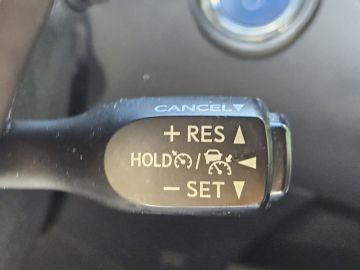 CANCEL▼
+ RES ▲
HOLD / ◄
− SET ▼